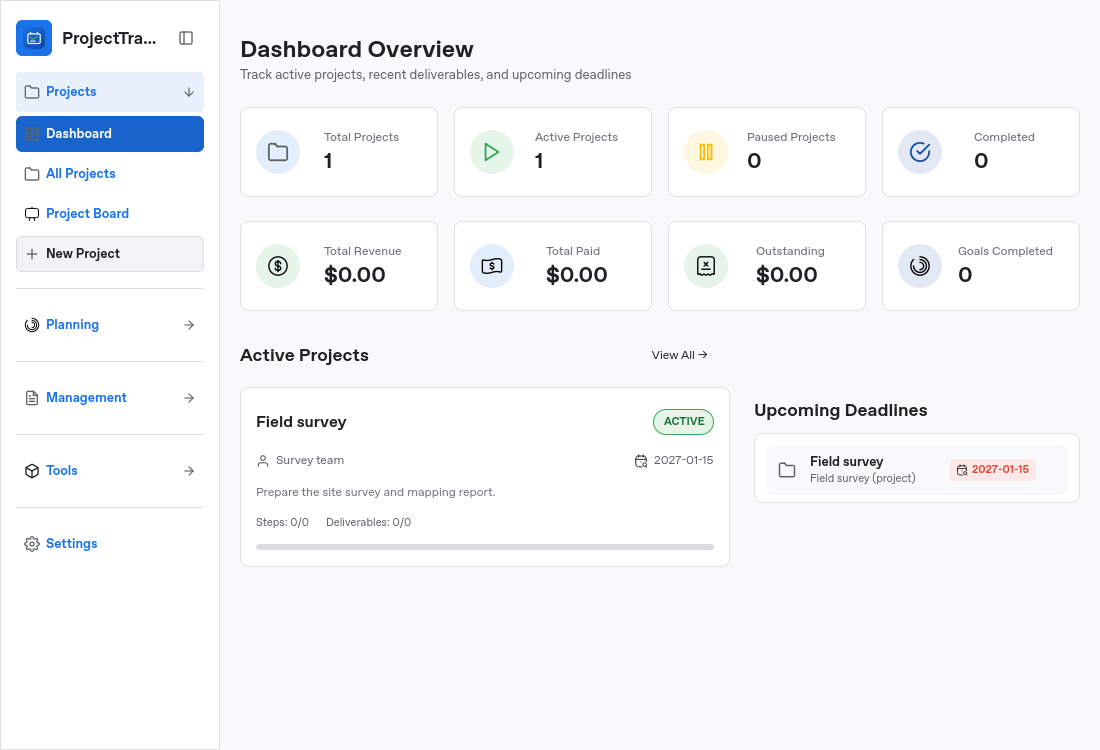 ProjectTra...
Projects
Dashboard
All Projects
Project Board
New Project
Planning
Management
Tools
Settings
Dashboard Overview
Track active projects, recent deliverables, and upcoming deadlines
Total Projects
1
Active Projects
1
Paused Projects
0
Completed
0
Total Revenue
$0.00
Total Paid
$0.00
Outstanding
$0.00
Goals Completed
0
Active Projects
View All →
Field survey
ACTIVE
Survey team
2027-01-15
Prepare the site survey and mapping report.
Steps: 0/0 Deliverables: 0/0
Upcoming Deadlines
Field survey
Field survey (project)
2027-01-15